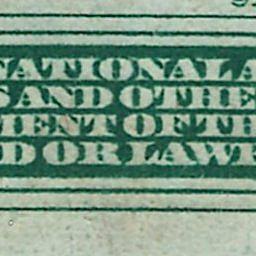 NATIONAL A
S AND OTHE
MENT OF TH
D OR LAWF